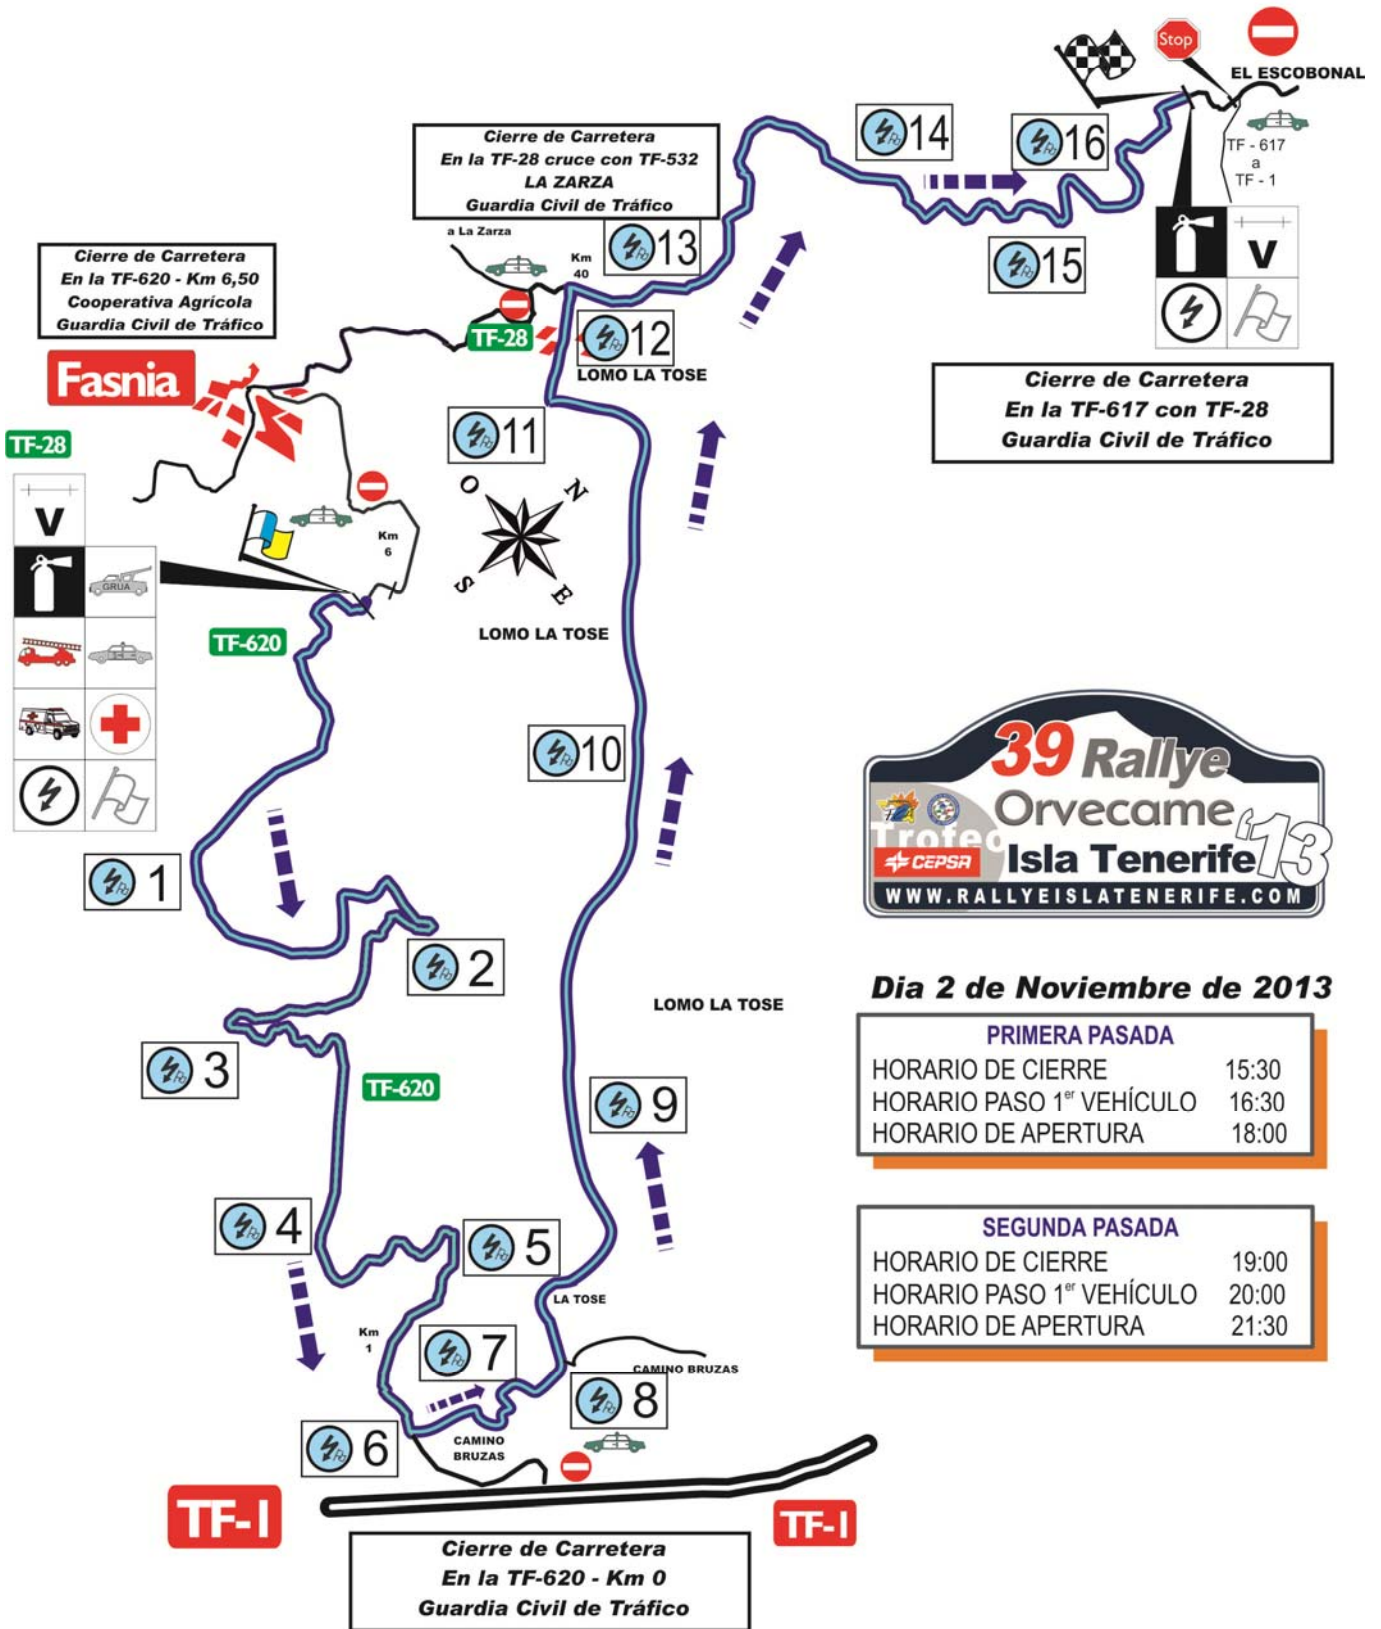 Stop
EL ESCOBONAL
TF - 617
a
TF - 1
14
16
15
V
Cierre de Carretera
En la TF-28 cruce con TF-532
LA ZARZA
Guardia Civil de Tráfico
a La Zarza
Km
40
13
12
TF-28
LOMO LA TOSE
Cierre de Carretera
En la TF-620 - Km 6,50
Cooperativa Agrícola
Guardia Civil de Tráfico
Fasnia
TF-28
V
GRUA
Km
6
TF-620
11
O
N
S
E
LOMO LA TOSE
Cierre de Carretera
En la TF-617 con TF-28
Guardia Civil de Tráfico
10
1
2
3
TF-620
LOMO LA TOSE
9
4
5
LA TOSE
Km
1
7
CAMINO BRUZAS
8
6
CAMINO
BRUZAS
TF-I
TF-I
Cierre de Carretera
En la TF-620 - Km 0
Guardia Civil de Tráfico
39 Rallye
Orvecame
Trofeo
CEPSA
Isla Tenerife '13
WWW.RALLYEISLATENERIFE.COM
Dia 2 de Noviembre de 2013
PRIMERA PASADA
HORARIO DE CIERRE 15:30
HORARIO PASO 1er VEHÍCULO 16:30
HORARIO DE APERTURA 18:00
SEGUNDA PASADA
HORARIO DE CIERRE 19:00
HORARIO PASO 1er VEHÍCULO 20:00
HORARIO DE APERTURA 21:30